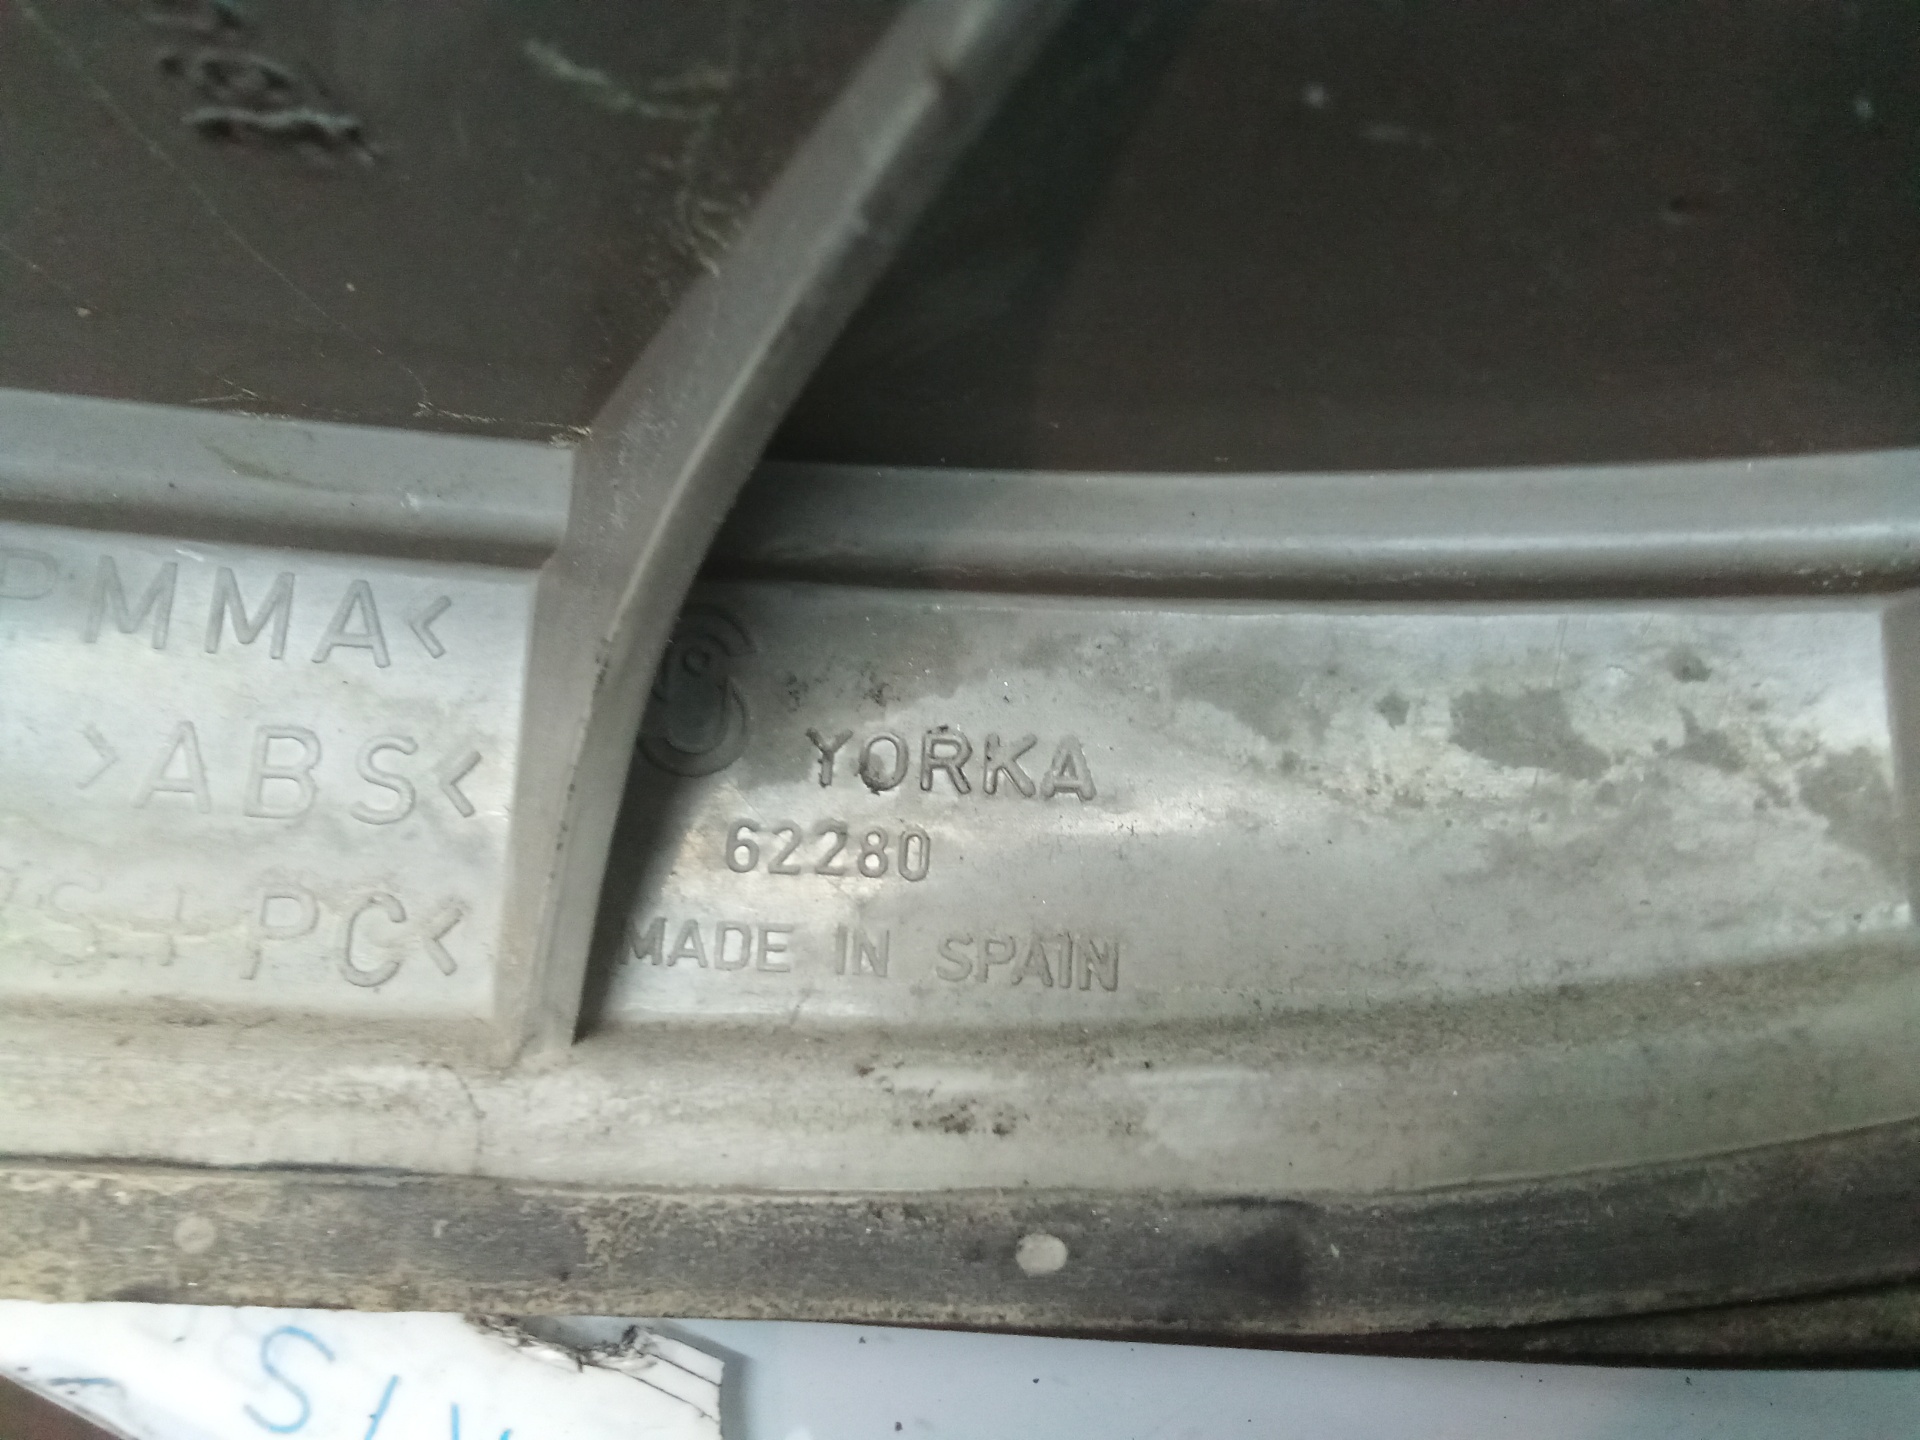 PMMA<
>ABS<
PC<
YORKA
62280
MADE IN SPAIN